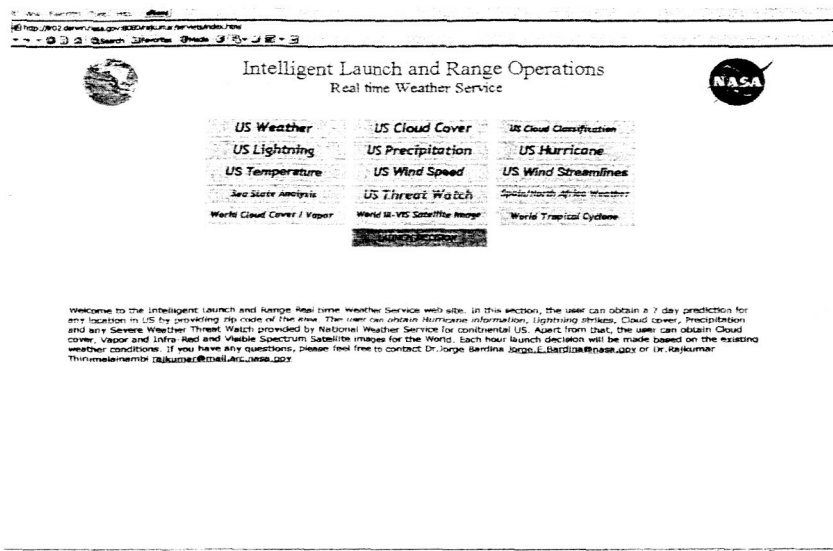 Search Favorites Media
Intelligent Launch and Range Operations
Real time Weather Service
NASA
US Weather US Cloud Cover US Cloud Classification
US Lightning US Precipitation US Hurricane
US Temperature US Wind Speed US Wind Streamlines
Sea State Analysis US Threat Watch Spain/North Africa Weather
World Cloud Cover / Vapor World IR-VIS Satellite Image World Tropical Cyclone
LAUNCH DECISION
Welcome to the Intelligent Launch and Range Real time Weather Service web site. In this section, the user can obtain a 7 day prediction for
any location in US by providing zip code of the area. The user can obtain Hurricane information, Lightning strikes, Cloud cover, Precipitation
and any Severe Weather Threat Watch provided by National Weather Service for continental US. Apart from that, the user can obtain Cloud
cover, Vapor and Infra-Red and Visible Spectrum Satellite images for the World. Each hour launch decision will be made based on the existing
weather conditions. If you have any questions, please feel free to contact Dr.Jorge Bardina Jorge.E.Bardina@nasa.gov or Dr.Rajkumar
Thirumalainambi rajkumar@mail.arc.nasa.gov